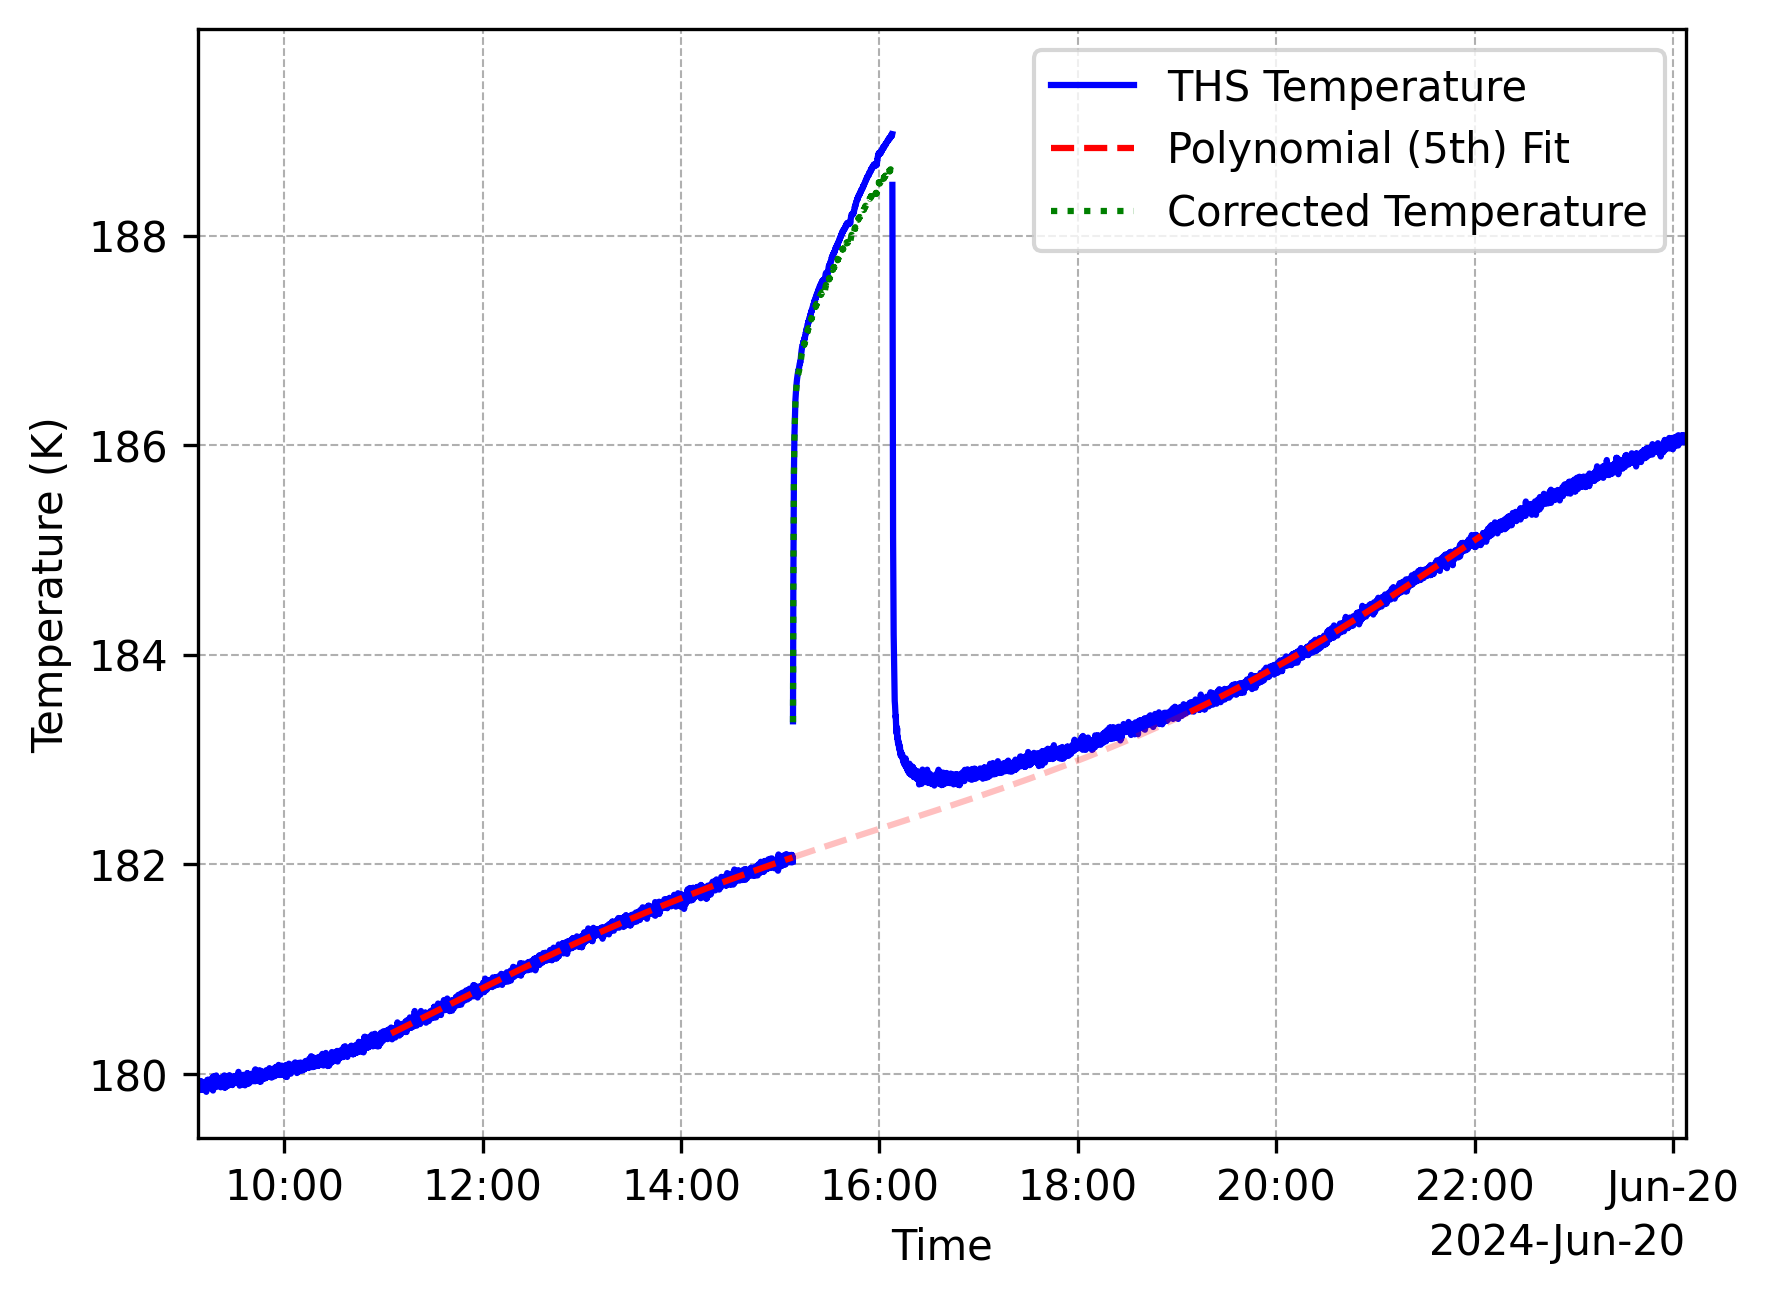 THS Temperature
Polynomial (5th) Fit
Corrected Temperature
Temperature (K)
188
186
184
182
180
10:00 12:00 14:00 16:00 18:00 20:00 22:00 Jun-20
Time
2024-Jun-20